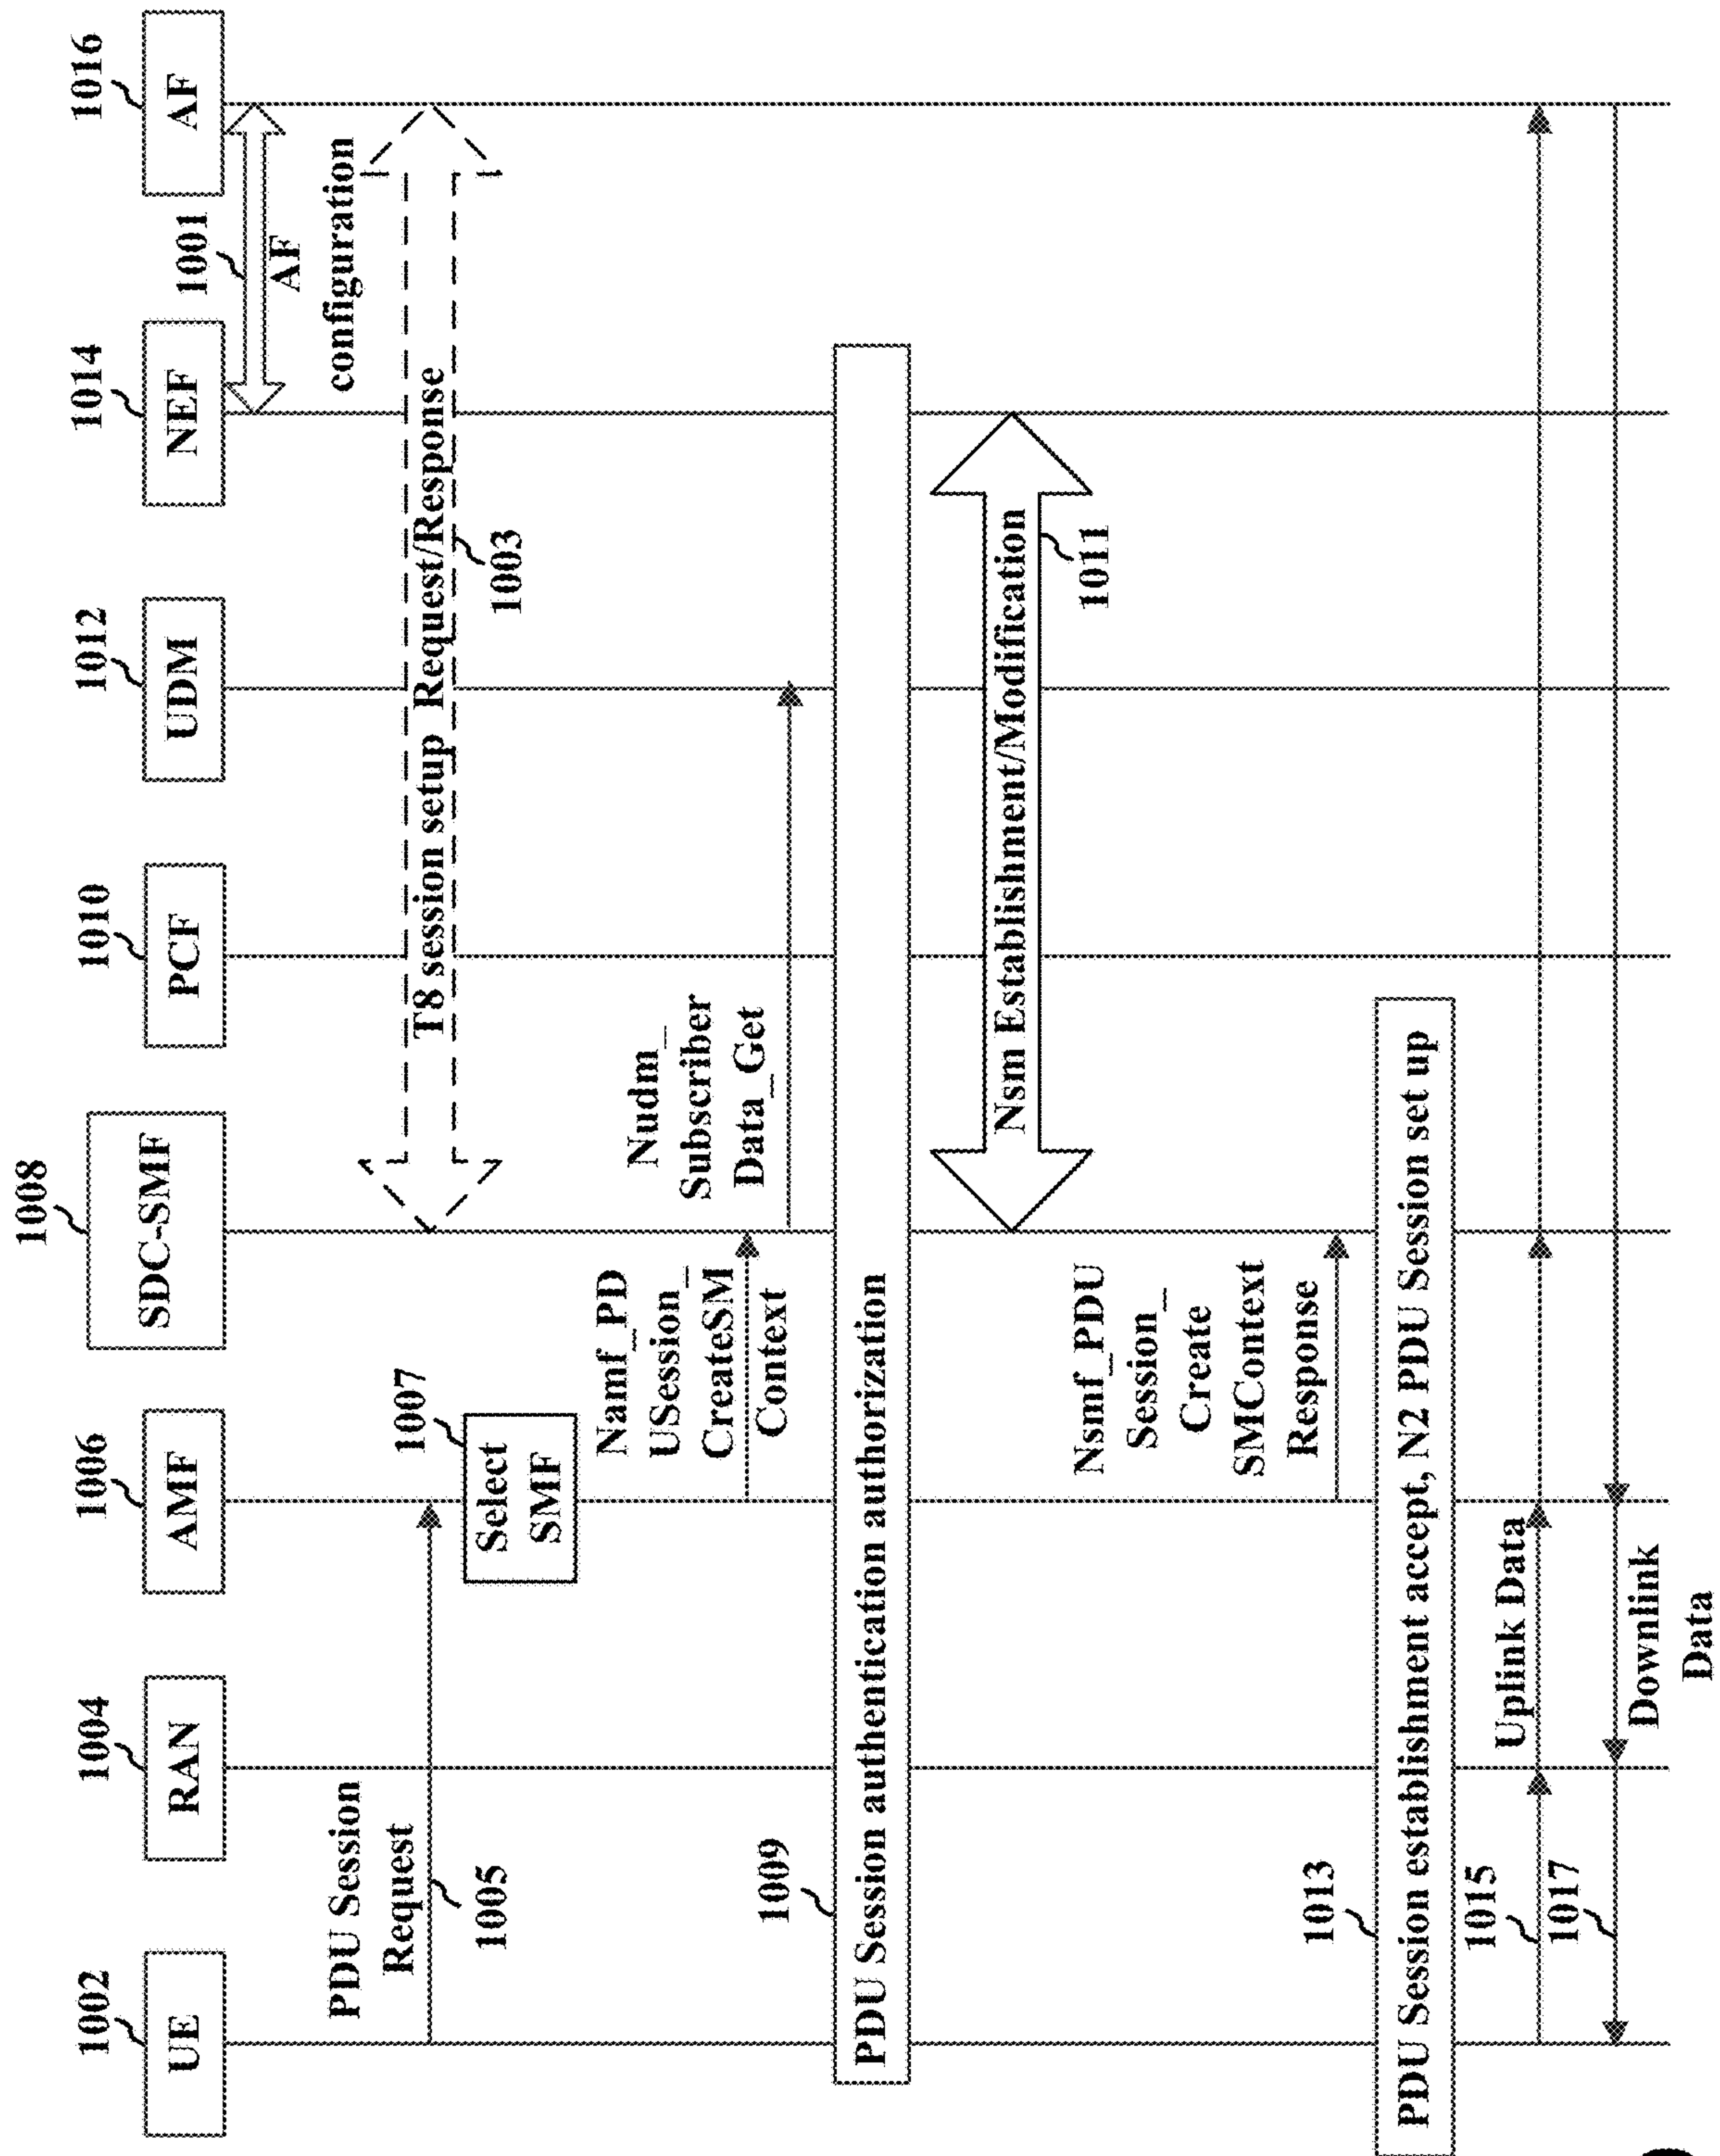 1002
UE
1004
RAN
1006
AMF
1008
SDC-SMF
1010
PCF
1012
UDM
1014
NEF
1016
AF
1001
AF
configuration
T8 session setup Request/Response
1003
PDU Session
Request
1005
1007
Select
SMF
Namf_PD
USession_
CreateSM
Context
Nudm_
Subscriber
Data_Get
1009
PDU Session authentication authorization
Nsm Establishment/Modification
1011
Nsmf_PDU
Session_
Create
SMContext
Response
1013
PDU Session establishment accept, N2 PDU Session set up
1015
Uplink Data
1017
Downlink
Data